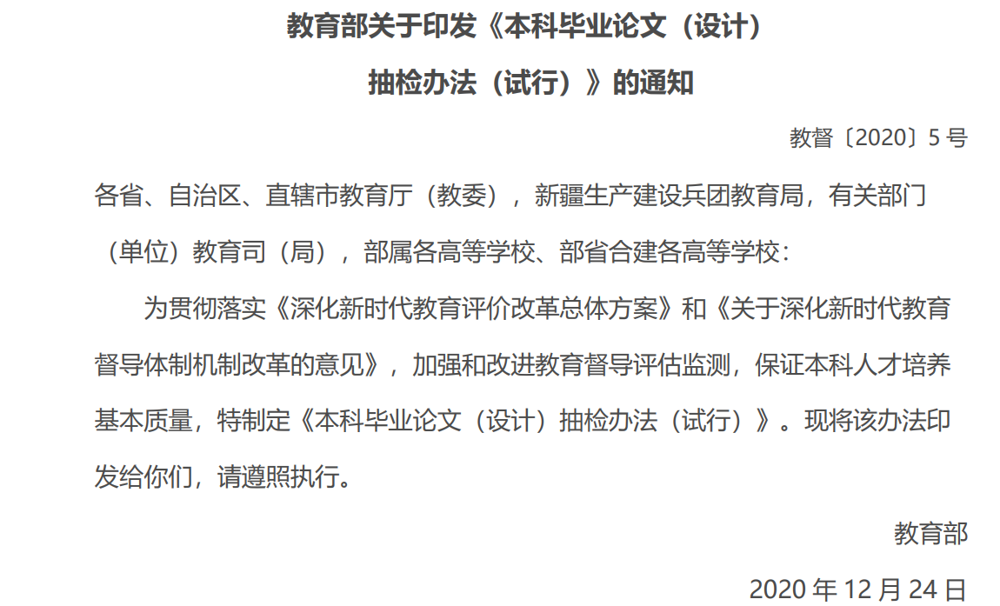 教育部关于印发《本科毕业论文（设计）
抽检办法（试行）》的通知
教督〔2020〕5 号
各省、自治区、直辖市教育厅（教委），新疆生产建设兵团教育局，有关部门
（单位）教育司（局），部属各高等学校、部省合建各高等学校：
为贯彻落实《深化新时代教育评价改革总体方案》和《关于深化新时代教育
督导体制机制改革的意见》，加强和改进教育督导评估监测，保证本科人才培养
基本质量，特制定《本科毕业论文（设计）抽检办法（试行）》。现将该办法印
发给你们，请遵照执行。
教育部
2020 年 12 月 24 日